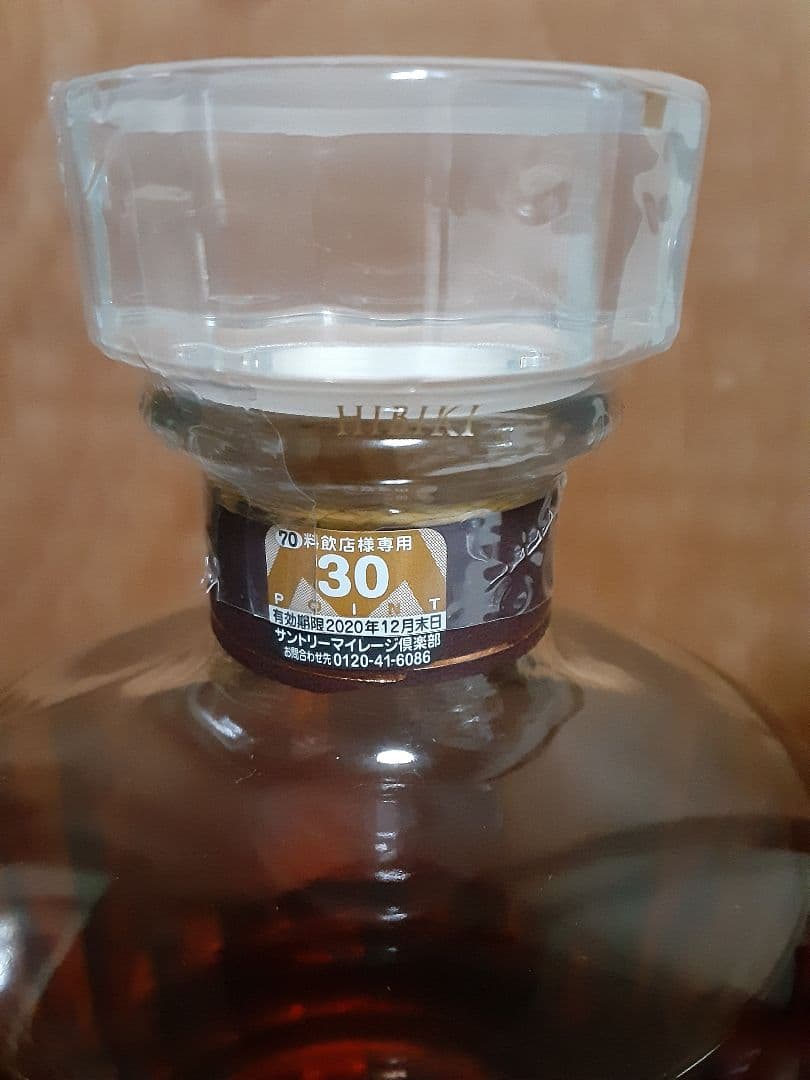 HIBIKI
70 料飲店様専用
30
POINT
有効期限2020年12月末日
サントリーマイレージ倶楽部
お問合わせ先 0120-41-6086